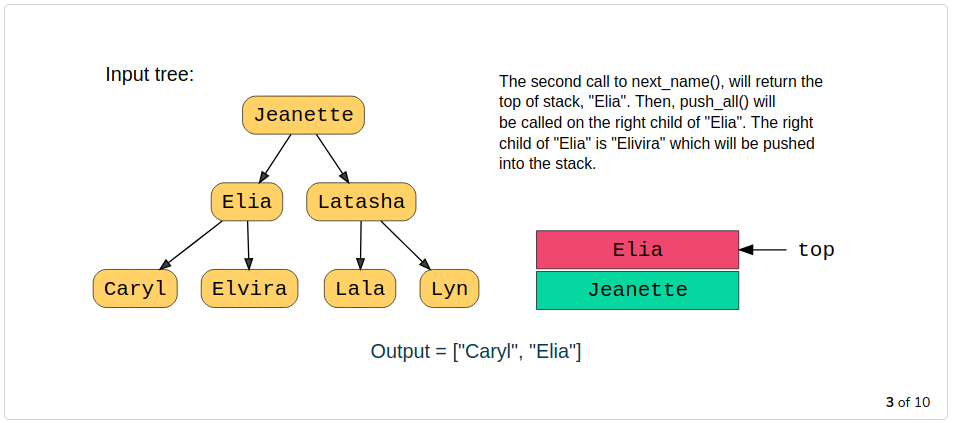 Input tree:
Jeanette
Elia
Latasha
Caryl
Elvira
Lala
Lyn
The second call to next_name(), will return the
top of stack, "Elia". Then, push_all() will
be called on the right child of "Elia". The right
child of "Elia" is "Elivira" which will be pushed
into the stack.
Elia
top
Jeanette
Output = ["Caryl", "Elia"]
3 of 10